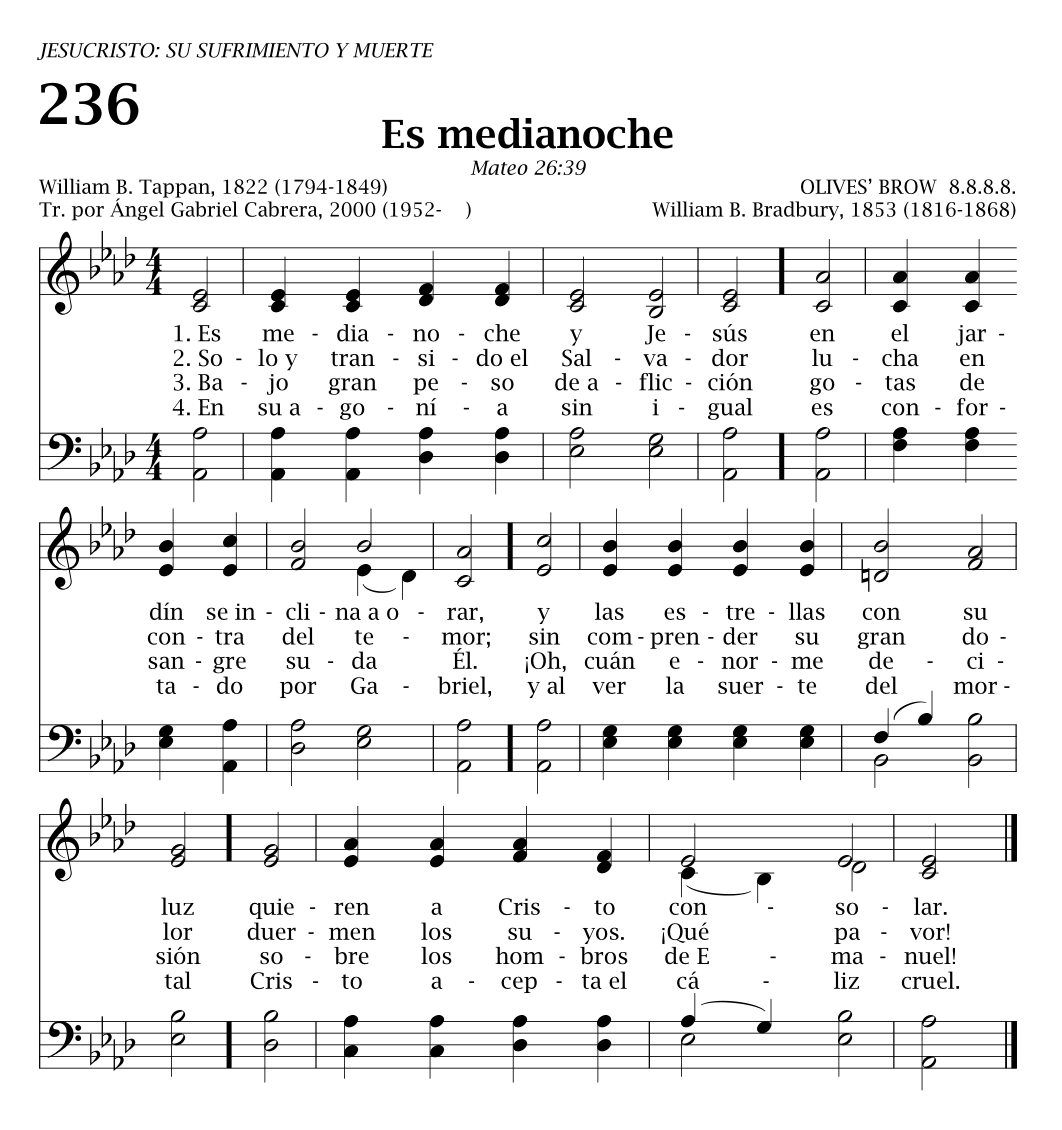 JESUCRISTO: SU SUFRIMIENTO Y MUERTE
236
Es medianoche
Mateo 26:39
William B. Tappan, 1822 (1794-1849)
OLIVES’ BROW 8.8.8.8.
Tr. por Ángel Gabriel Cabrera, 2000 (1952- )
William B. Bradbury, 1853 (1816-1868)
4 4
1. Es me - dia - no - che y Je - sús en el jar -
2. So - lo y tran - si - do el Sal - va - dor lu - cha en
3. Ba - jo gran pe - so de a - flic - ción go - tas de
4. En su a - go - ní - a sin i - gual es con - for -
4 4
dín se in - cli - na a o - rar, y las es - tre - llas con su
con - tra del te - mor; sin com - pren - der su gran do -
san - gre su - da Él. ¡Oh, cuán e - nor - me de - ci -
ta - do por Ga - briel, y al ver la suer - te del mor -
luz quie - ren a Cris - to con - so - lar.
lor duer - men los su - yos. ¡Qué pa - vor!
sión so - bre los hom - bros de E - ma - nuel!
tal Cris - to a - cep - ta el cá - liz cruel.